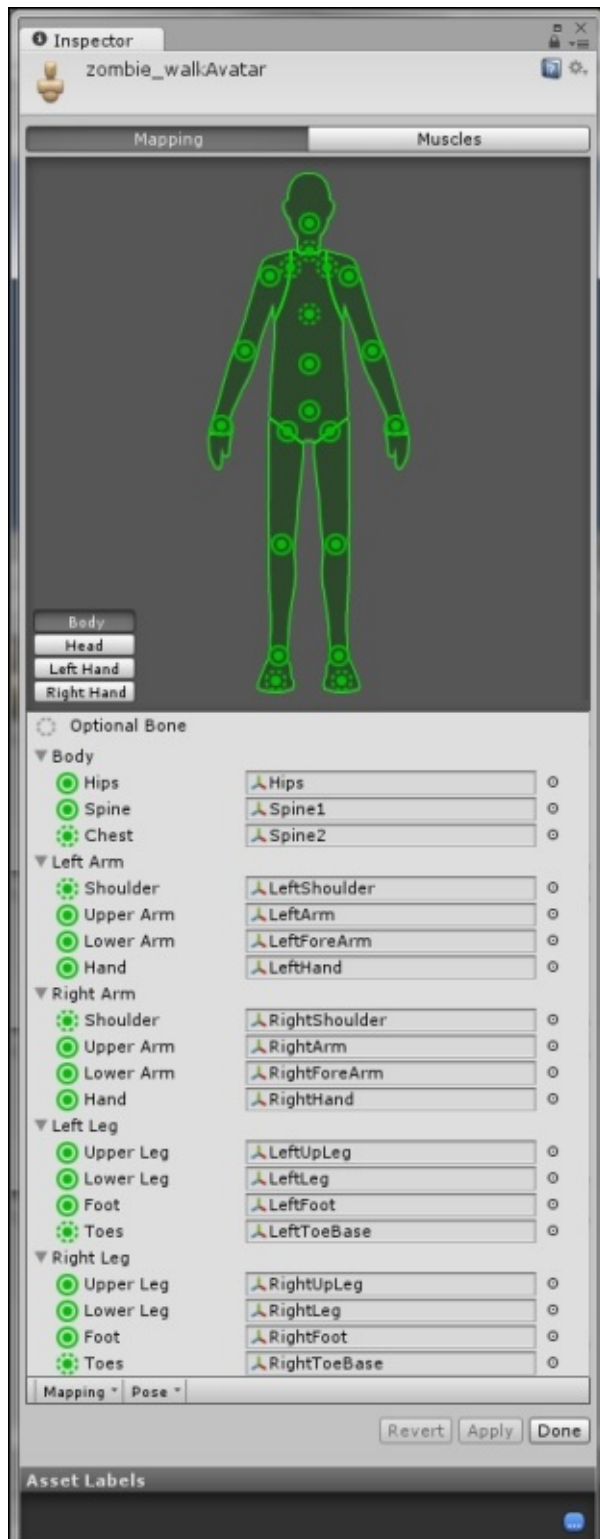 Inspector
zombie_walkAvatar
Mapping Muscles
Body
Head
Left Hand
Right Hand
Optional Bone
Body
Hips Hips
Spine Spine1
Chest Spine2
Left Arm
Shoulder LeftShoulder
Upper Arm LeftArm
Lower Arm LeftForeArm
Hand LeftHand
Right Arm
Shoulder RightShoulder
Upper Arm RightArm
Lower Arm RightForeArm
Hand RightHand
Left Leg
Upper Leg LeftUpLeg
Lower Leg LeftLeg
Foot LeftFoot
Toes LeftToeBase
Right Leg
Upper Leg RightUpLeg
Lower Leg RightLeg
Foot RightFoot
Toes RightToeBase
Mapping Pose
Revert Apply Done
Asset Labels